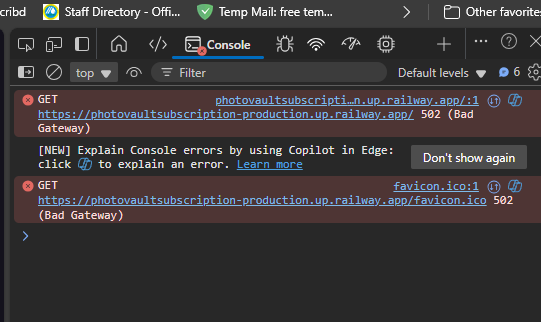 cribd Staff Directory - Offi... Temp Mail: free tem... Other favorites
Console
top Filter Default levels 6
GET photovaultsubscripti…n.up.railway.app/:1
https://photovaultsubscription-production.up.railway.app/ 502 (Bad
Gateway)
[NEW] Explain Console errors by using Copilot in Edge:
click to explain an error. Learn more
Don't show again
GET favicon.ico:1
https://photovaultsubscription-production.up.railway.app/favicon.ico 502
(Bad Gateway)